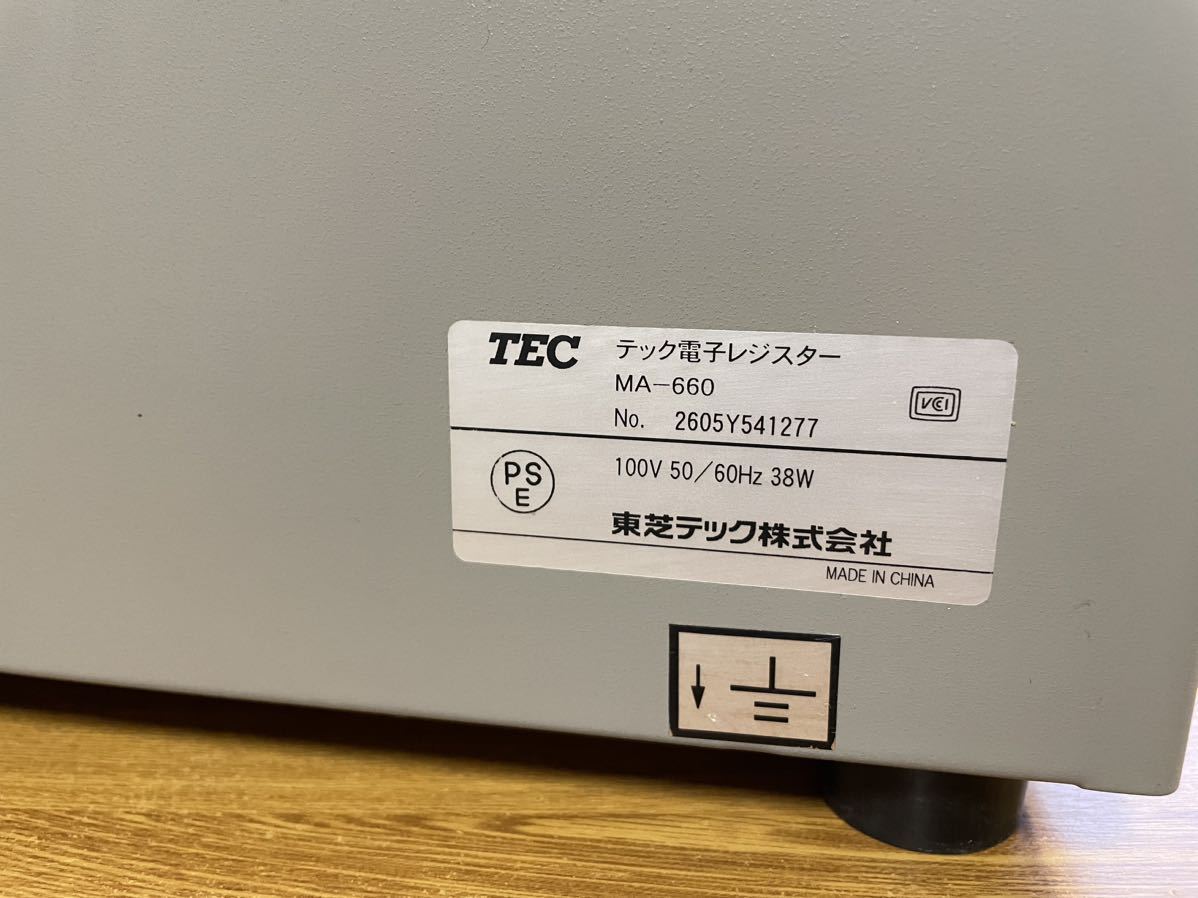 TEC テック電子レジスター
MA-660
No. 2605Y541277
VCI
PS
E
100V 50/60Hz 38W
東芝テック株式会社
MADE IN CHINA